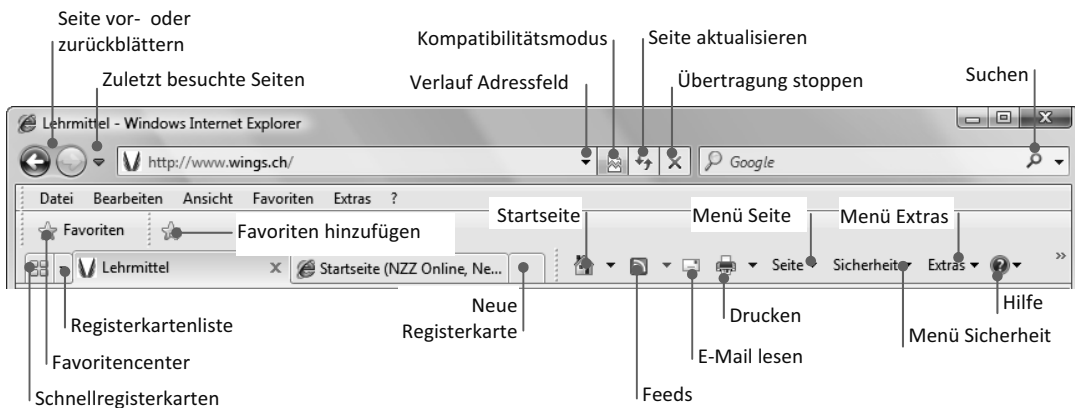 Seite vor- oder
zurückblättern
Zuletzt besuchte Seiten
Kompatibilitätsmodus
Verlauf Adressfeld
Seite aktualisieren
Übertragung stoppen
Suchen
Lehrmittel - Windows Internet Explorer
http://www.wings.ch/
Google
Datei Bearbeiten Ansicht Favoriten Extras ?
Favoriten
Favoriten hinzufügen
Startseite
Menü Seite
Menü Extras
Lehrmittel
Startseite (NZZ Online, Ne...
Seite
Sicherheit
Extras
Registerkartenliste
Neue
Registerkarte
Drucken
Hilfe
Menü Sicherheit
Favoritencenter
E-Mail lesen
Schnellregisterkarten
Feeds